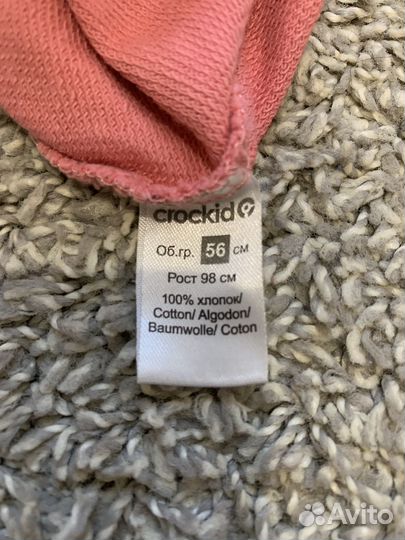 crockid
Об.гр. 56 см
Рост 98 см
100% хлопок/
Cotton/ Algodon/
Baumwolle/ Coton
Avito